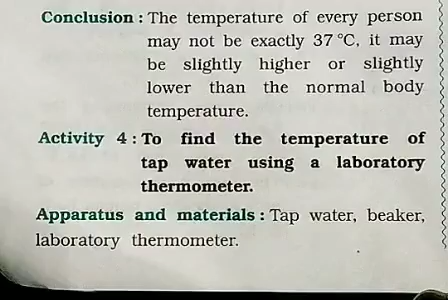 Conclusion : The temperature of every person
may not be exactly 37 °C, it may
be slightly higher or slightly
lower than the normal body
temperature.
Activity 4 : To find the temperature of
tap water using a laboratory
thermometer.
Apparatus and materials : Tap water, beaker,
laboratory thermometer.